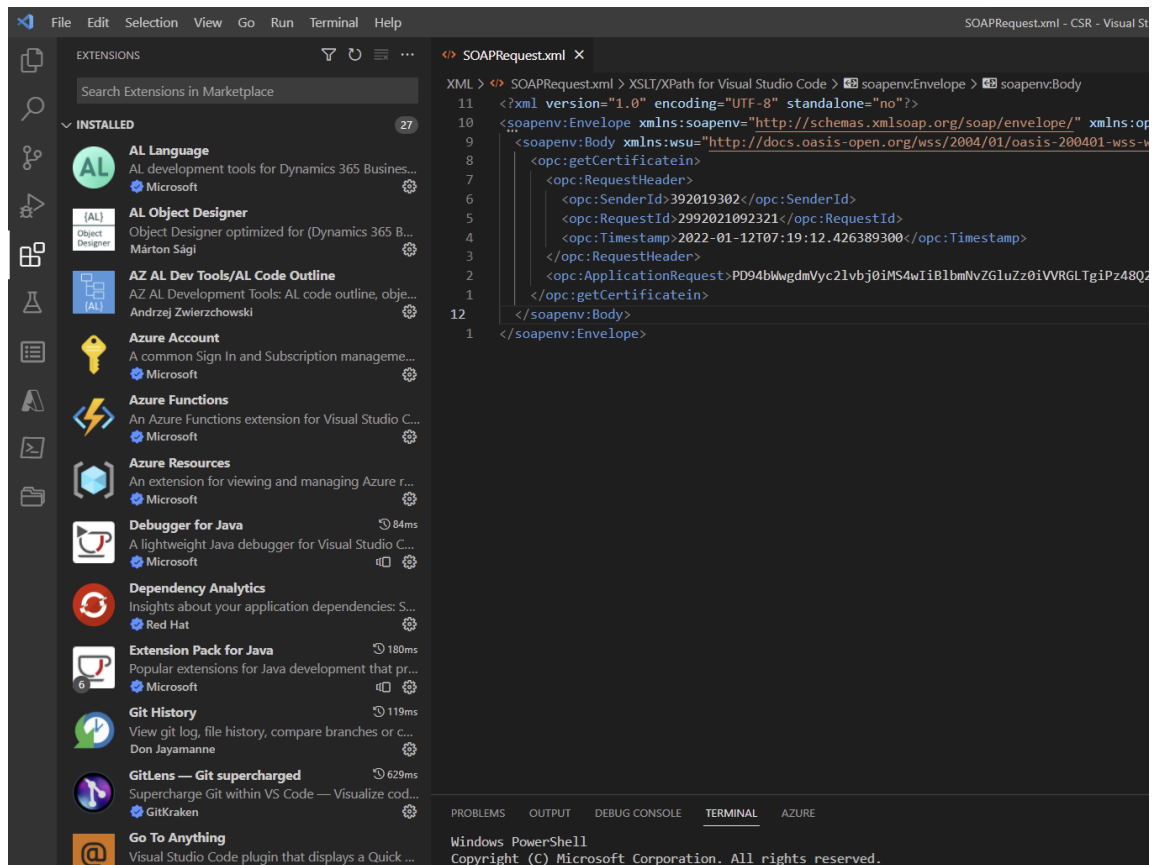 File Edit Selection View Go Run Terminal Help
SOAPRequest.xml - CSR - Visual St
EXTENSIONS
Search Extensions in Marketplace
INSTALLED
27
AL Language
AL development tools for Dynamics 365 Busines...
Microsoft
{AL}
Object
Designer
AL Object Designer
Object Designer optimized for (Dynamics 365 B...
Márton Sági
{AL}
AZ AL Dev Tools/AL Code Outline
AZ AL Development Tools: AL code outline, obje...
Andrzej Zwierzchowski
Azure Account
A common Sign In and Subscription manageme...
Microsoft
Azure Functions
An Azure Functions extension for Visual Studio C...
Microsoft
Azure Resources
An extension for viewing and managing Azure r...
Microsoft
Debugger for Java 84ms
A lightweight Java debugger for Visual Studio C...
Microsoft
Dependency Analytics
Insights about your application dependencies: S...
Red Hat
6
Extension Pack for Java 180ms
Popular extensions for Java development that pr...
Microsoft
Git History 119ms
View git log, file history, compare branches or c...
Don Jayamanne
GitLens — Git supercharged 629ms
Supercharge Git within VS Code — Visualize cod...
GitKraken
@
Go To Anything
Visual Studio Code plugin that displays a Quick ...
SOAPRequest.xml
XML > SOAPRequest.xml > XSLT/XPath for Visual Studio Code > soapenv:Envelope > soapenv:Body
11 <?xml version="1.0" encoding="UTF-8" standalone="no"?>
10 <soapenv:Envelope xmlns:soapenv="http://schemas.xmlsoap.org/soap/envelope/" xmlns:op
9 <soapenv:Body xmlns:wsu="http://docs.oasis-open.org/wss/2004/01/oasis-200401-wss-w
8 <opc:getCertificatein>
7 <opc:RequestHeader>
6 <opc:SenderId>392019302</opc:SenderId>
5 <opc:RequestId>2992021092321</opc:RequestId>
4 <opc:Timestamp>2022-01-12T07:19:12.426389300</opc:Timestamp>
3 </opc:RequestHeader>
2 <opc:ApplicationRequest>PD94bWwgdmVyc2lvbj0iMS4wIiBlbmNvZGluZz0iVVRGLTgiPz48Q2
1 </opc:getCertificatein>
12 </soapenv:Body>
1 </soapenv:Envelope>
PROBLEMS OUTPUT DEBUG CONSOLE TERMINAL AZURE
Windows PowerShell
Copyright (C) Microsoft Corporation. All rights reserved.